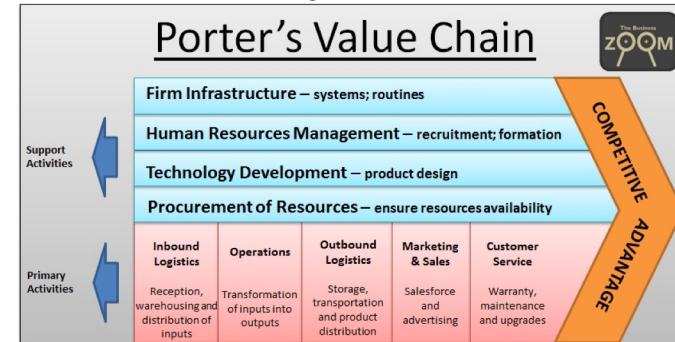 Porter's Value Chain
The Business
ZOOM
Firm Infrastructure – systems; routines
Human Resources Management – recruitment; formation
Technology Development – product design
Procurement of Resources – ensure resources availability
Support
Activities
COMPETITIVE ADVANTAGE
Primary
Activities
Inbound
Logistics
Reception,
warehousing and
distribution of
inputs
Operations
Transformation
of inputs into
outputs
Outbound
Logistics
Storage,
transportation
and product
distribution
Marketing
& Sales
Salesforce
and
advertising
Customer
Service
Warranty,
maintenance
and upgrades